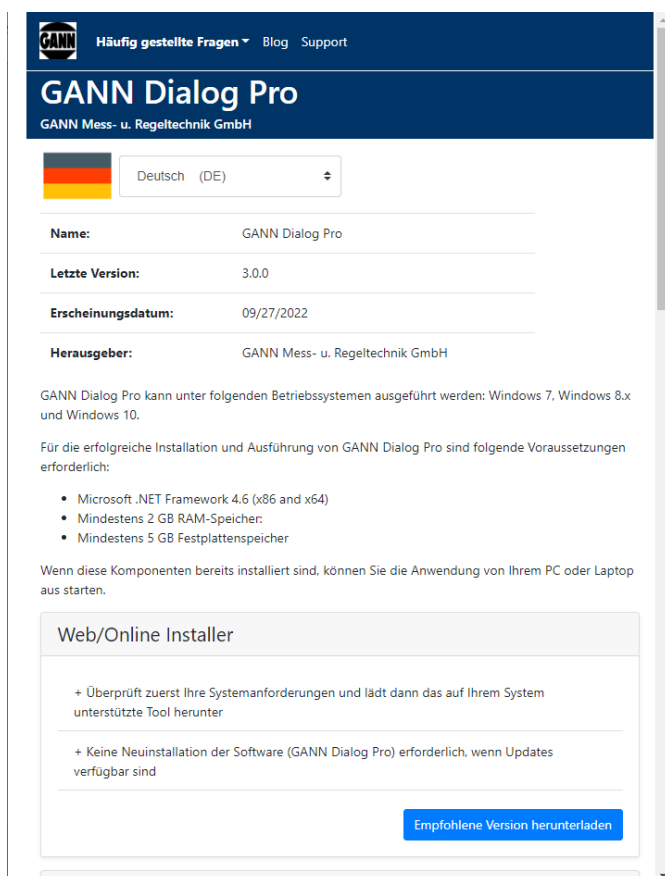 GANN
Häufig gestellte Fragen Blog Support
GANN Dialog Pro
GANN Mess- u. Regeltechnik GmbH
Deutsch (DE)
Name: GANN Dialog Pro
Letzte Version: 3.0.0
Erscheinungsdatum: 09/27/2022
Herausgeber: GANN Mess- u. Regeltechnik GmbH
GANN Dialog Pro kann unter folgenden Betriebssystemen ausgeführt werden: Windows 7, Windows 8.x
und Windows 10.
Für die erfolgreiche Installation und Ausführung von GANN Dialog Pro sind folgende Voraussetzungen
erforderlich:
• Microsoft .NET Framework 4.6 (x86 and x64)
• Mindestens 2 GB RAM-Speicher:
• Mindestens 5 GB Festplattenspeicher
Wenn diese Komponenten bereits installiert sind, können Sie die Anwendung von Ihrem PC oder Laptop
aus starten.
Web/Online Installer
+ Überprüft zuerst Ihre Systemanforderungen und lädt dann das auf Ihrem System
unterstützte Tool herunter
+ Keine Neuinstallation der Software (GANN Dialog Pro) erforderlich, wenn Updates
verfügbar sind
Empfohlene Version herunterladen